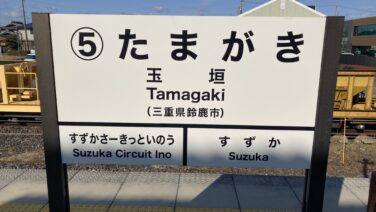 ⑤ たまがき
玉垣
Tamagaki
（三重県鈴鹿市）
すずかさーきっといのう
Suzuka Circuit Ino
すずか
Suzuka